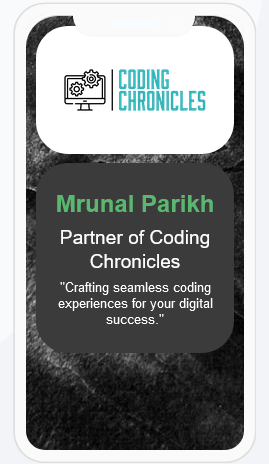 CODING
CHRONICLES
Mrunal Parikh
Partner of Coding
Chronicles
"Crafting seamless coding
experiences for your digital
success."